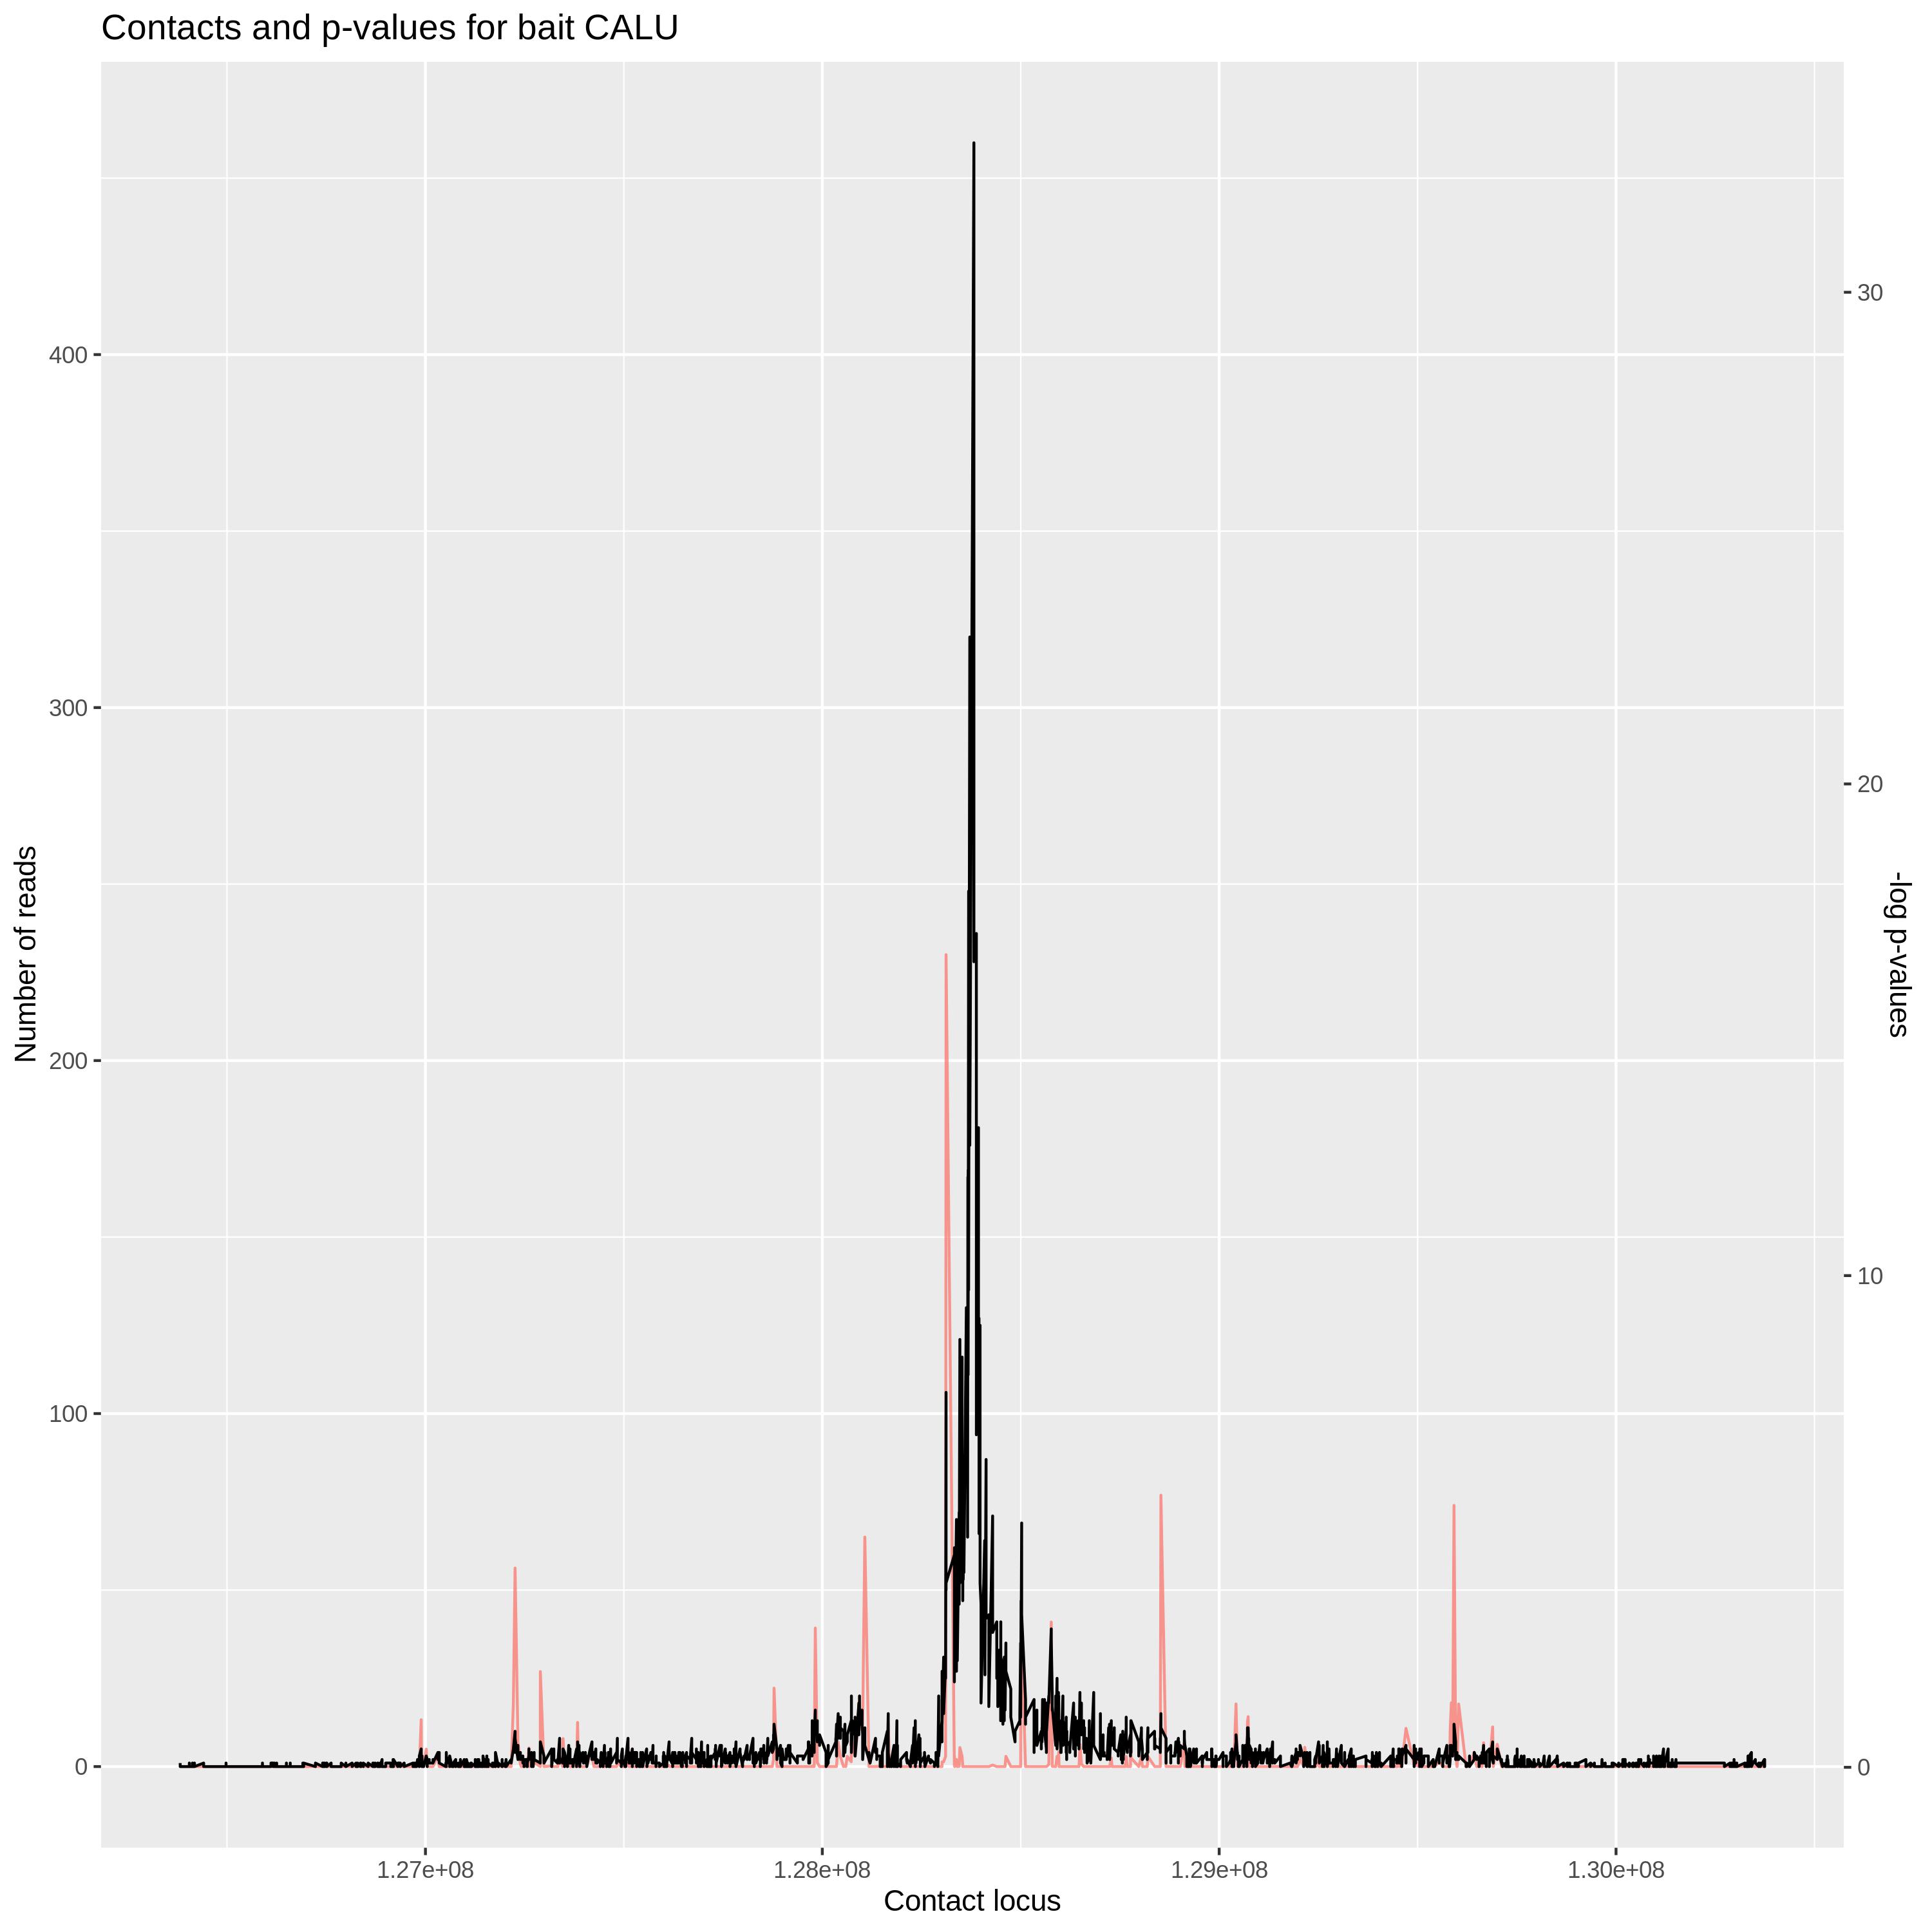 Contacts and p-values for bait CALU
400
300
200
100
0
Number of reads
30
20
10
0
-log p-values
1.27e+08
1.28e+08
1.29e+08
1.30e+08
Contact locus